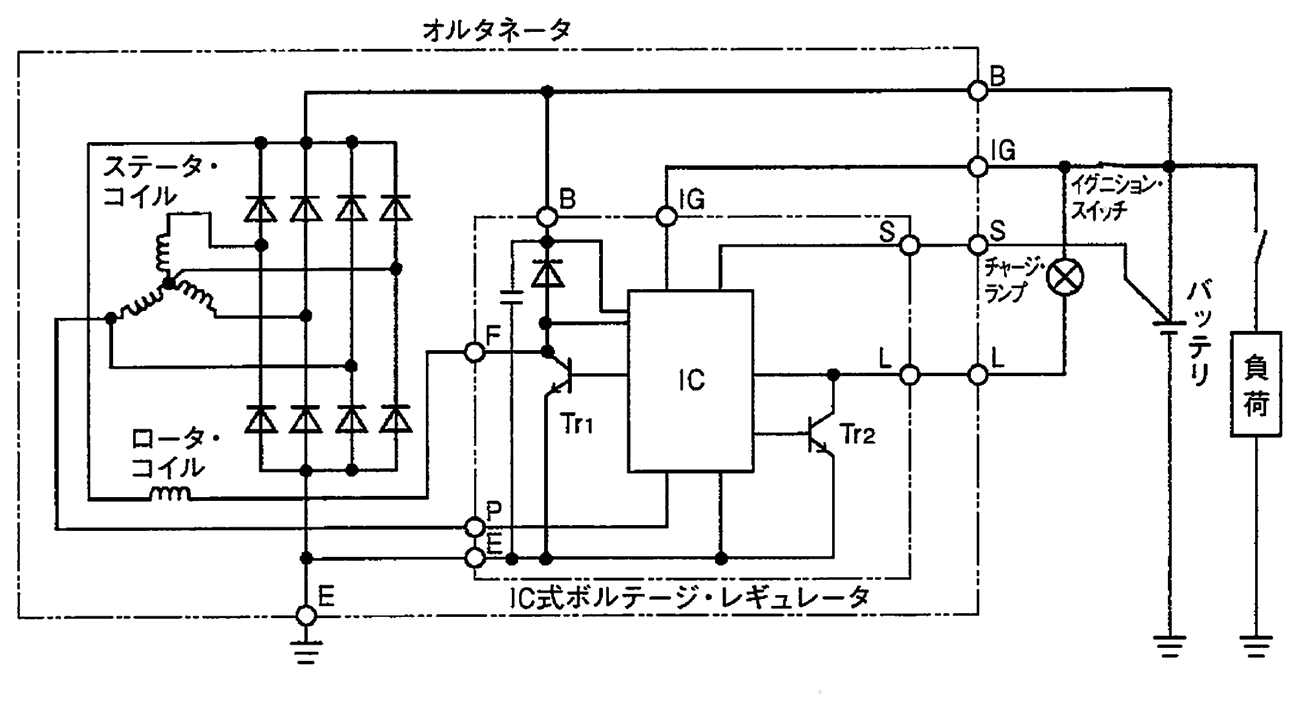 オルタネータ
B
IG
ステータ・
コイル
イグニション・
スイッチ
B
IG
S
S
チャージ・
ランプ
バッテリ
F
L
L
IC
負荷
Tr1
Tr2
ロータ・
コイル
P
E
E
IC式ボルテージ・レギュレータ